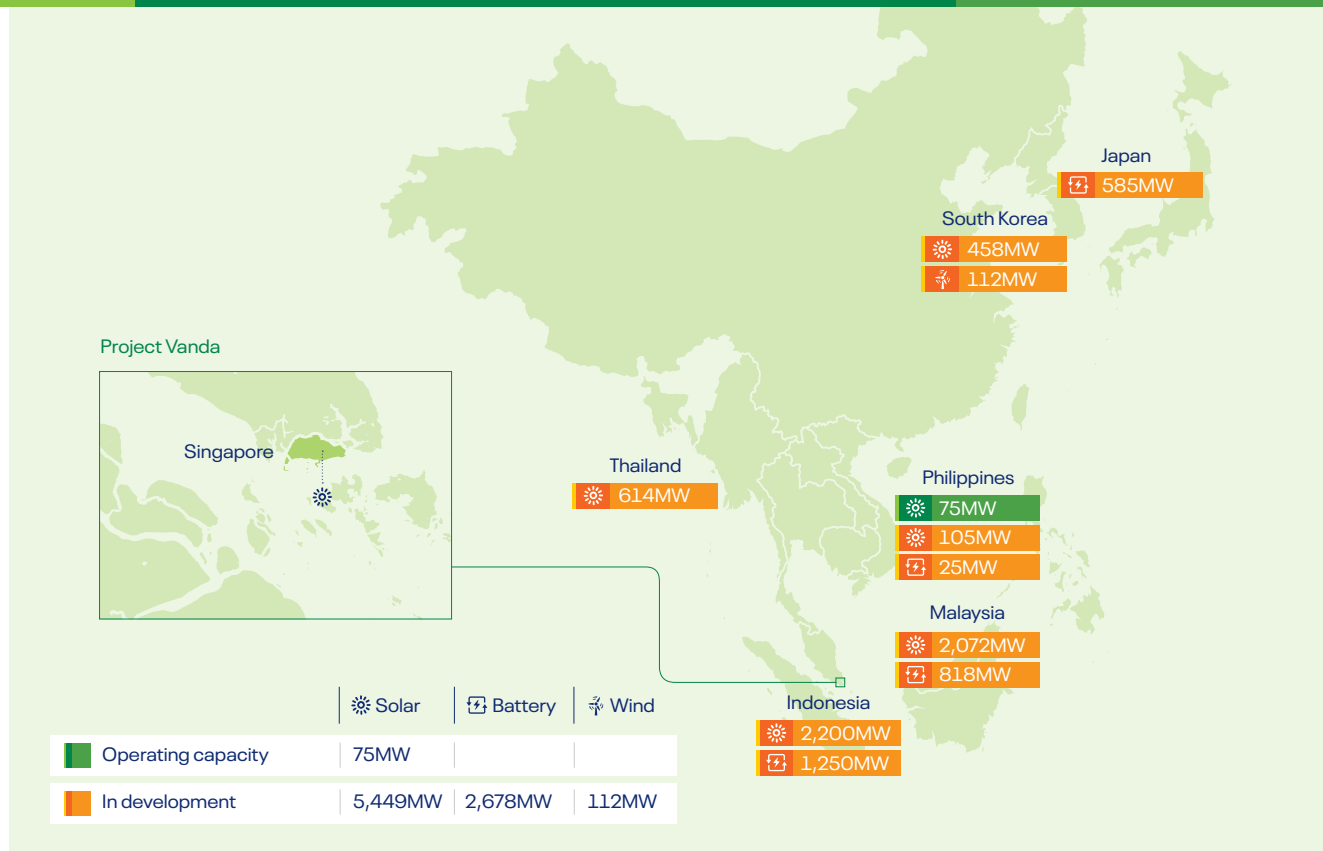 Japan
585MW
South Korea
458MW
112MW
Project Vanda
Singapore
Thailand
614MW
Philippines
75MW
105MW
25MW
Malaysia
2,072MW
818MW
Indonesia
2,200MW
1,250MW
Solar Battery Wind
Operating capacity 75MW
In development 5,449MW 2,678MW 112MW